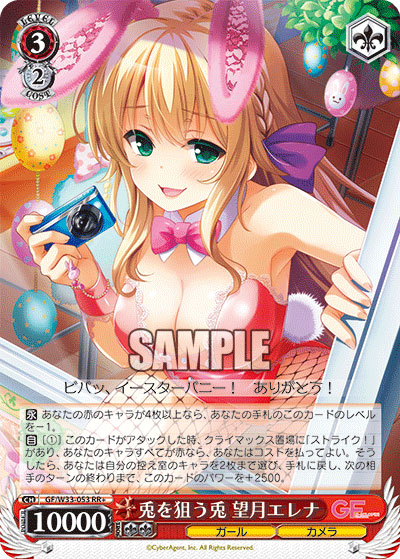 LEVEL
3
2
COST
SAMPLE
ビバッ、イースターバニー！　ありがとう！
永 あなたの赤のキャラが4枚以上なら、あなたの手札のこのカードのレベル
を－1。
自［①］ このカードがアタックした時、クライマックス置場に「ストライク！」
があり、あなたのキャラすべてが赤なら、あなたはコストを払ってよい。そうし
たら、あなたは自分の控え室のキャラを2枚まで選び、手札に戻し、次の相
手のターンの終わりまで、このカードのパワーを＋2500。
CH
GF/W33-053 RR+
10000
兎を狙う兎 望月エレナ
GF
ガール
カメラ
©CyberAgent, Inc. All Rights Reserved.